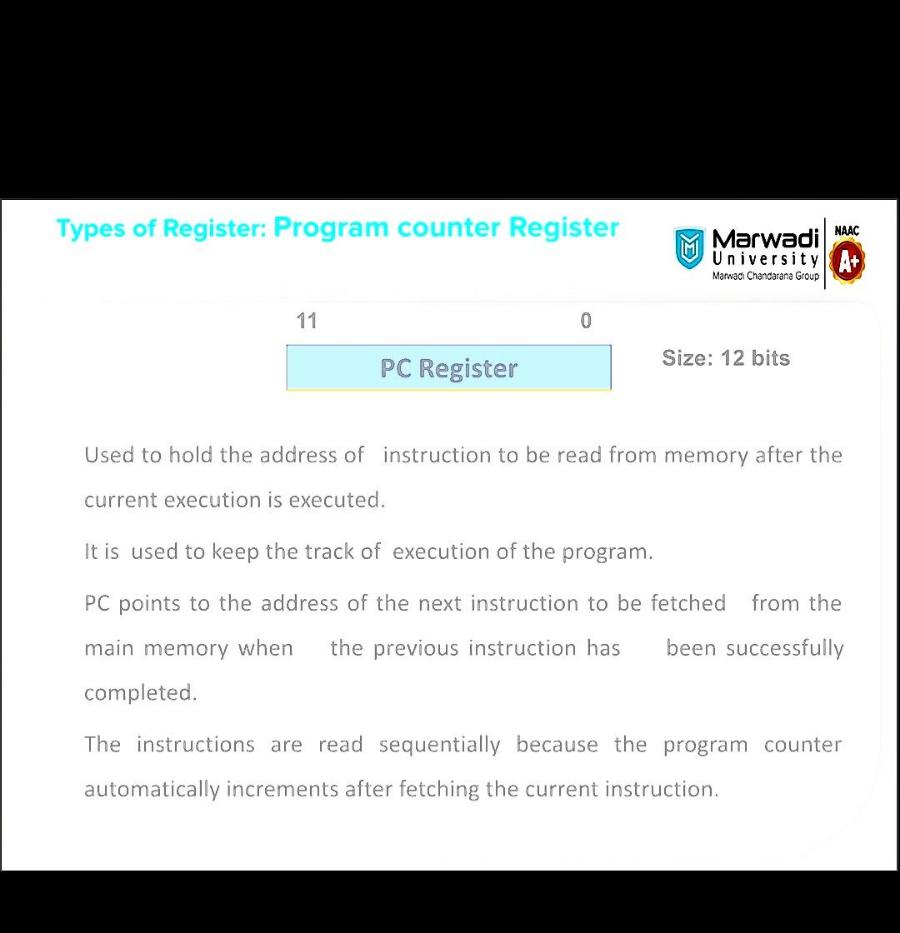 Types of Register: Program counter Register
Marwadi
University
Marwadi Chandarana Group
NAAC
A+
11 0
PC Register
Size: 12 bits
Used to hold the address of instruction to be read from memory after the
current execution is executed.
It is used to keep the track of execution of the program.
PC points to the address of the next instruction to be fetched from the
main memory when the previous instruction has been successfully
completed.
The instructions are read sequentially because the program counter
automatically increments after fetching the current instruction.